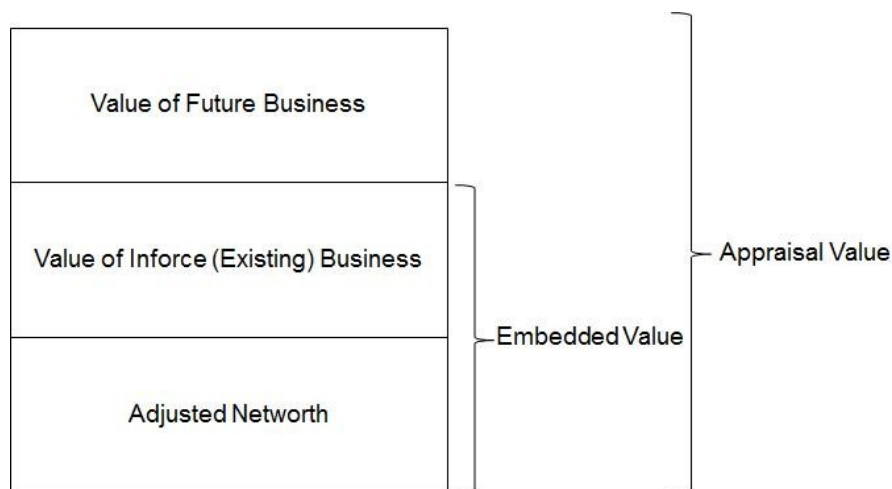 Value of Future Business
Value of Inforce (Existing) Business
Appraisal Value
Embedded Value
Adjusted Networth